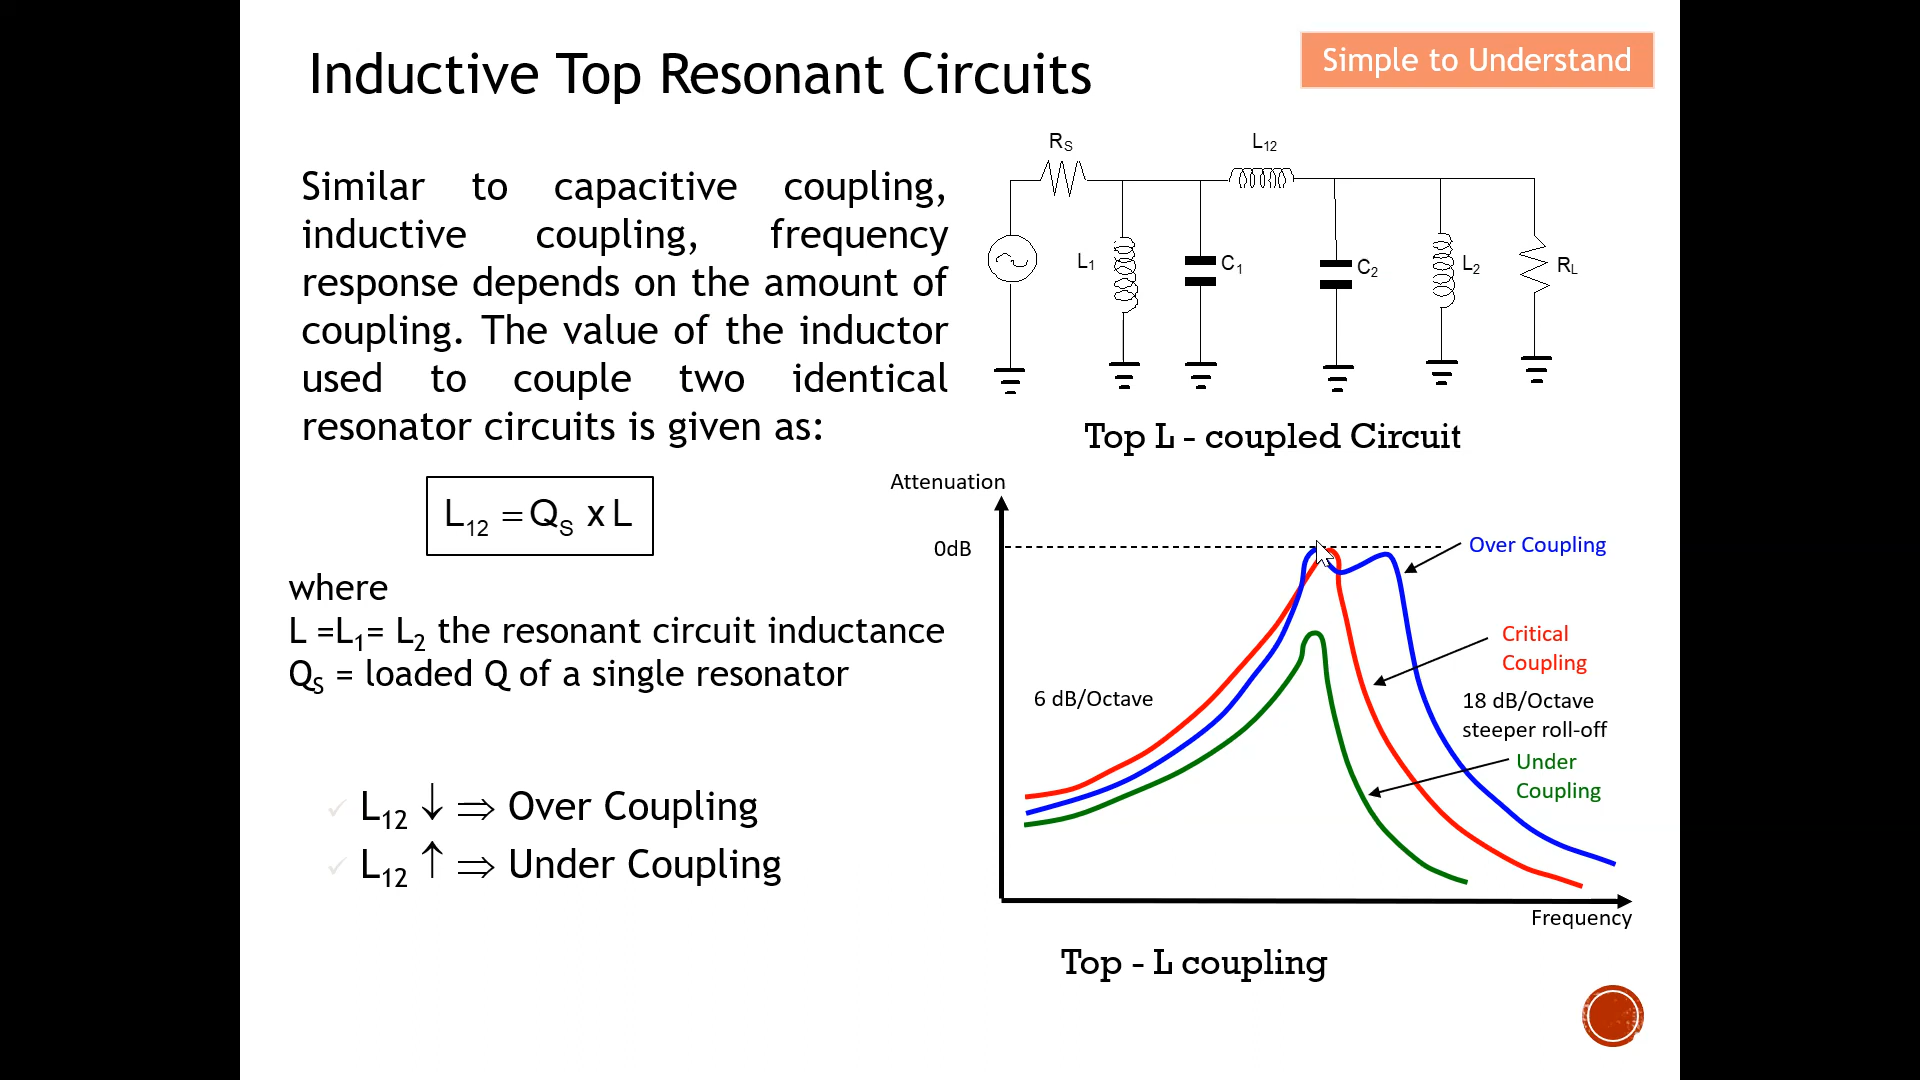 Inductive Top Resonant Circuits
Simple to Understand
Similar to capacitive coupling,
inductive coupling, frequency
response depends on the amount of
coupling. The value of the inductor
used to couple two identical
resonator circuits is given as:
L₁₂ = Qₛ x L
where
L =L₁= L₂ the resonant circuit inductance
Qₛ = loaded Q of a single resonator
L₁₂ ↓ ⇒ Over Coupling
L₁₂ ↑ ⇒ Under Coupling
Rₛ
L₁₂
L₁
C₁
C₂
L₂
R_L
Top L - coupled Circuit
Attenuation
0dB
Over Coupling
Critical
Coupling
6 dB/Octave
18 dB/Octave
steeper roll-off
Under
Coupling
Frequency
Top - L coupling